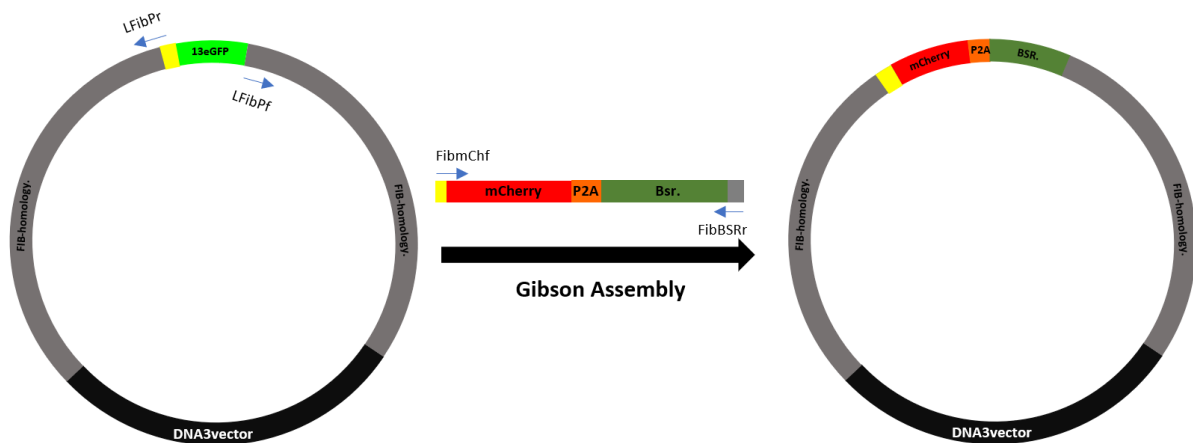 LFibPr
13eGFP
LFibPf
FIB-homology.
FIB-homology.
DNA3vector
FibmChf
mCherry P2A Bsr.
FibBSRr
Gibson Assembly
mCherry P2A BSR.
FIB-homology.
FIB-homology.
DNA3vector